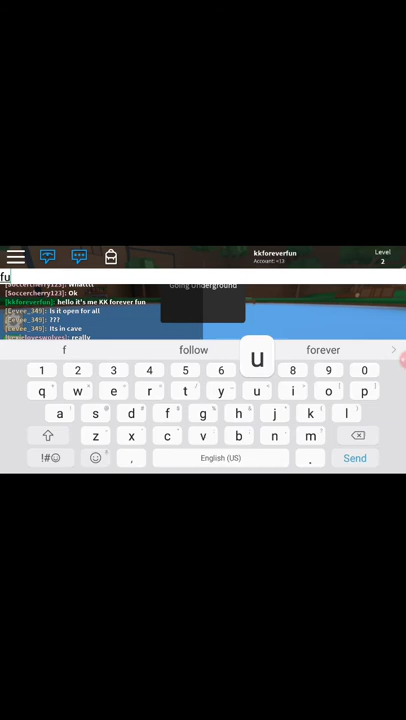 kkforeverfun
Account: <13
Level
2
fu
Going Underground
[Soccercherry123]: Ok
[kkforeverfun]: hello it's me KK forever fun
[Eevee_349]: Is it open for all
[Eevee_349]: ???
[Eevee_349]: Its in cave
really
f follow forever
u
1 2 3 4 5 6 8 9 0
q w e r t y u i o p
a s d f g h j k l
z x c v b n m
!#☺ , English (US) . Send